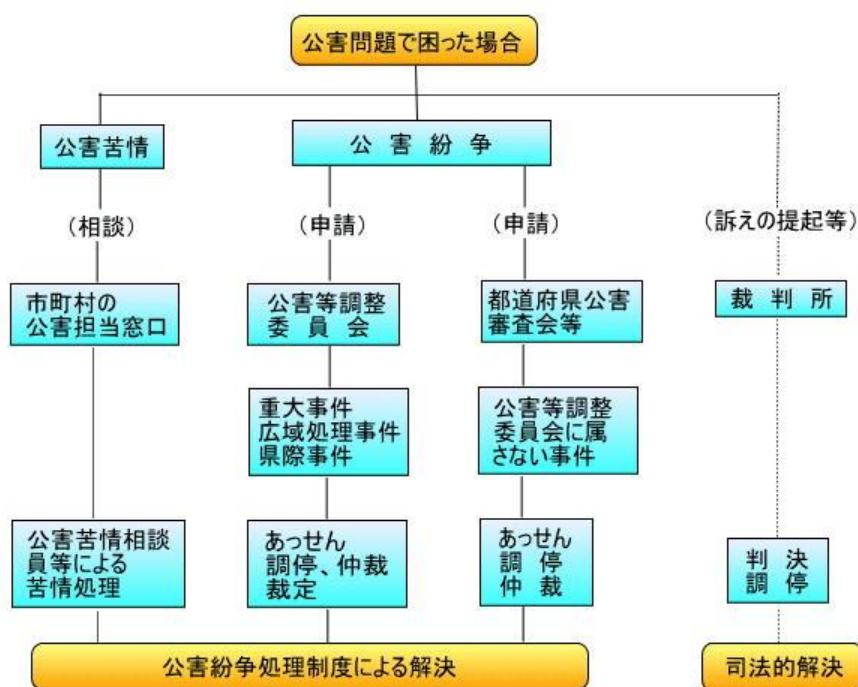 公害問題で困った場合
公害苦情
公害紛争
（相談）
（申請）
（申請）
（訴えの提起等）
市町村の
公害担当窓口
公害等調整
委員会
都道府県公害
審査会等
裁判所
重大事件
広域処理事件
県際事件
公害等調整
委員会に属
さない事件
公害苦情相談
員等による
苦情処理
あっせん
調停、仲裁
裁定
あっせん
調停
仲裁
判決
調停
公害紛争処理制度による解決
司法的解決